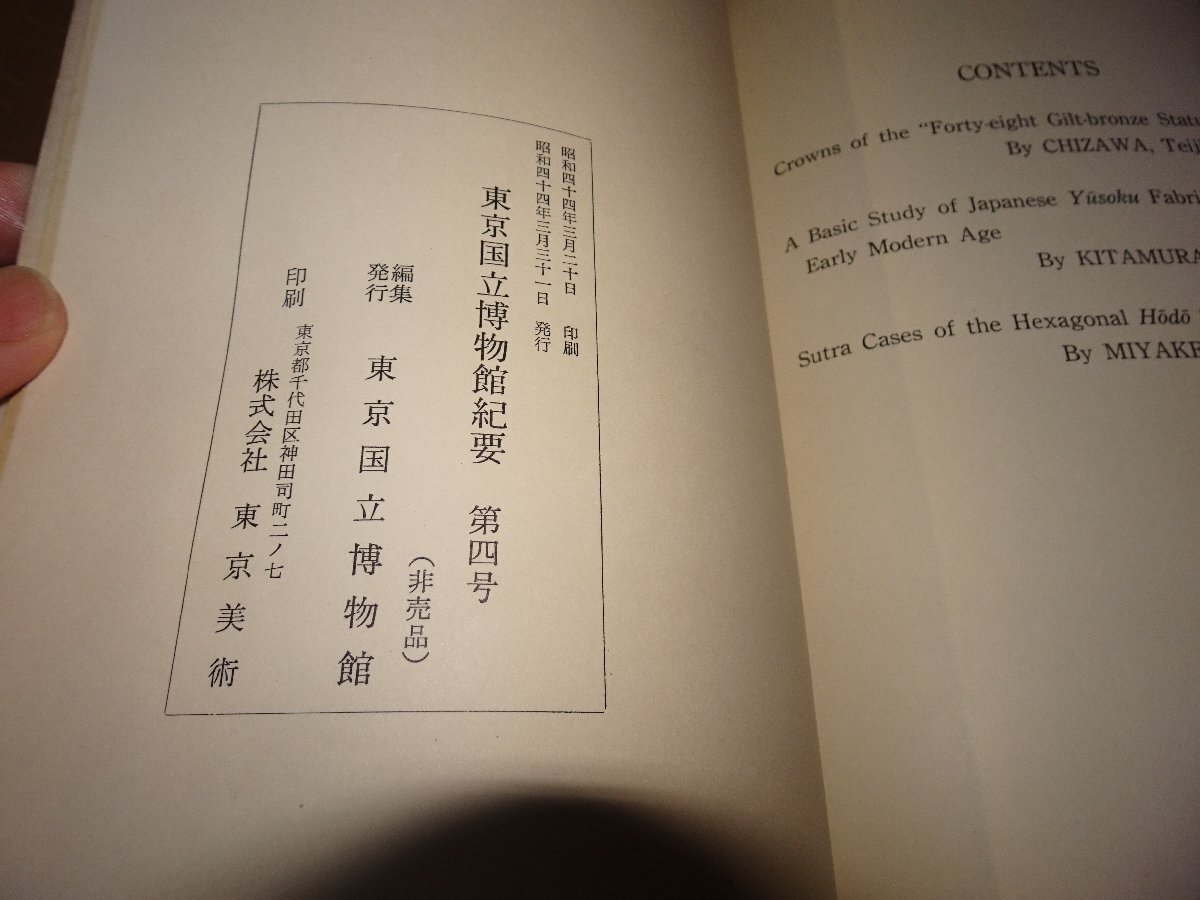 昭和四十四年三月二十日 印刷
昭和四十四年三月三十一日 発行
東京国立博物館紀要 第四号
(非売品)
編集
発行 東京国立博物館
印刷 東京都千代田区神田司町二ノ七
株式会社 東京美術
CONTENTS
Crowns of the "Forty-eight Gilt-bronze
By CHIZAWA,
A Basic Study of Japanese Yūsoku
Early Modern Age
By KITAMURA
Sutra Cases of the Hexagonal Hōdō
By MIYAKE